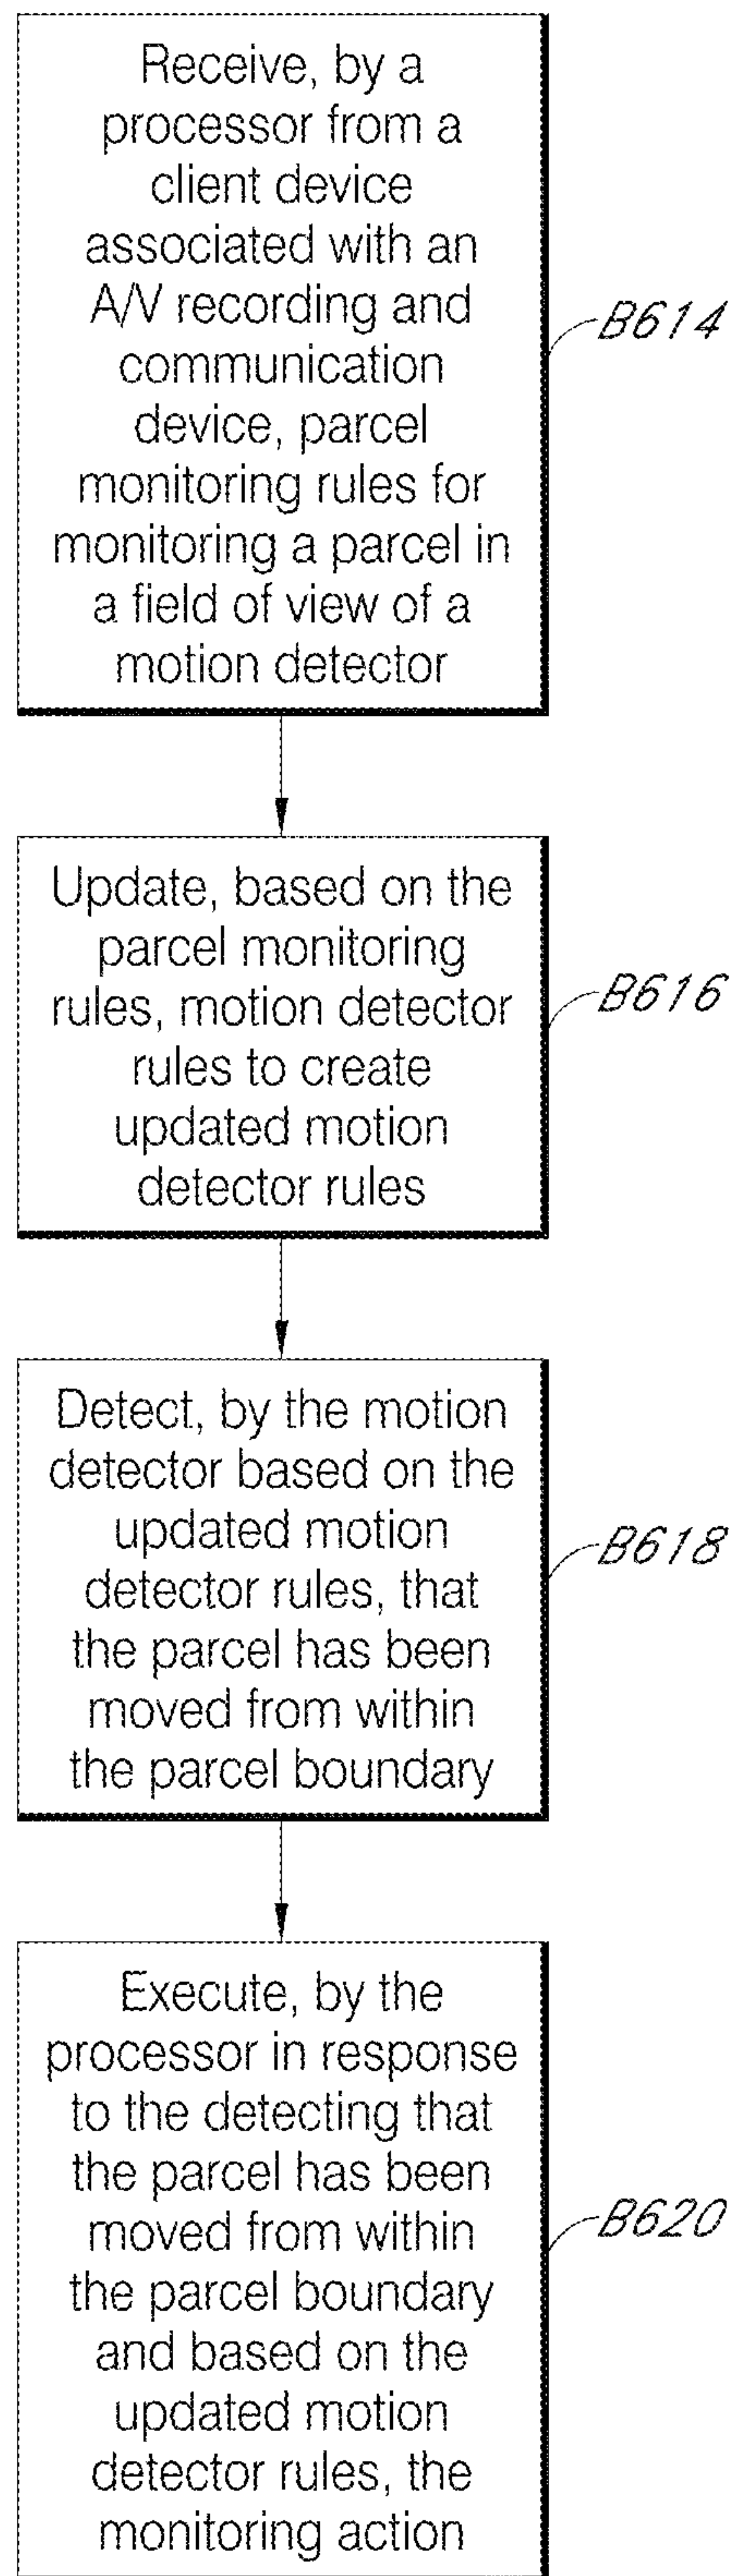 Receive, by a
processor from a
client device
associated with an
A/V recording and
communication
device, parcel
monitoring rules for
monitoring a parcel in
a field of view of a
motion detector
B614
Update, based on the
parcel monitoring
rules, motion detector
rules to create
updated motion
detector rules
B616
Detect, by the motion
detector based on the
updated motion
detector rules, that
the parcel has been
moved from within
the parcel boundary
B618
Execute, by the
processor in response
to the detecting that
the parcel has been
moved from within
the parcel boundary
and based on the
updated motion
detector rules, the
monitoring action
B620